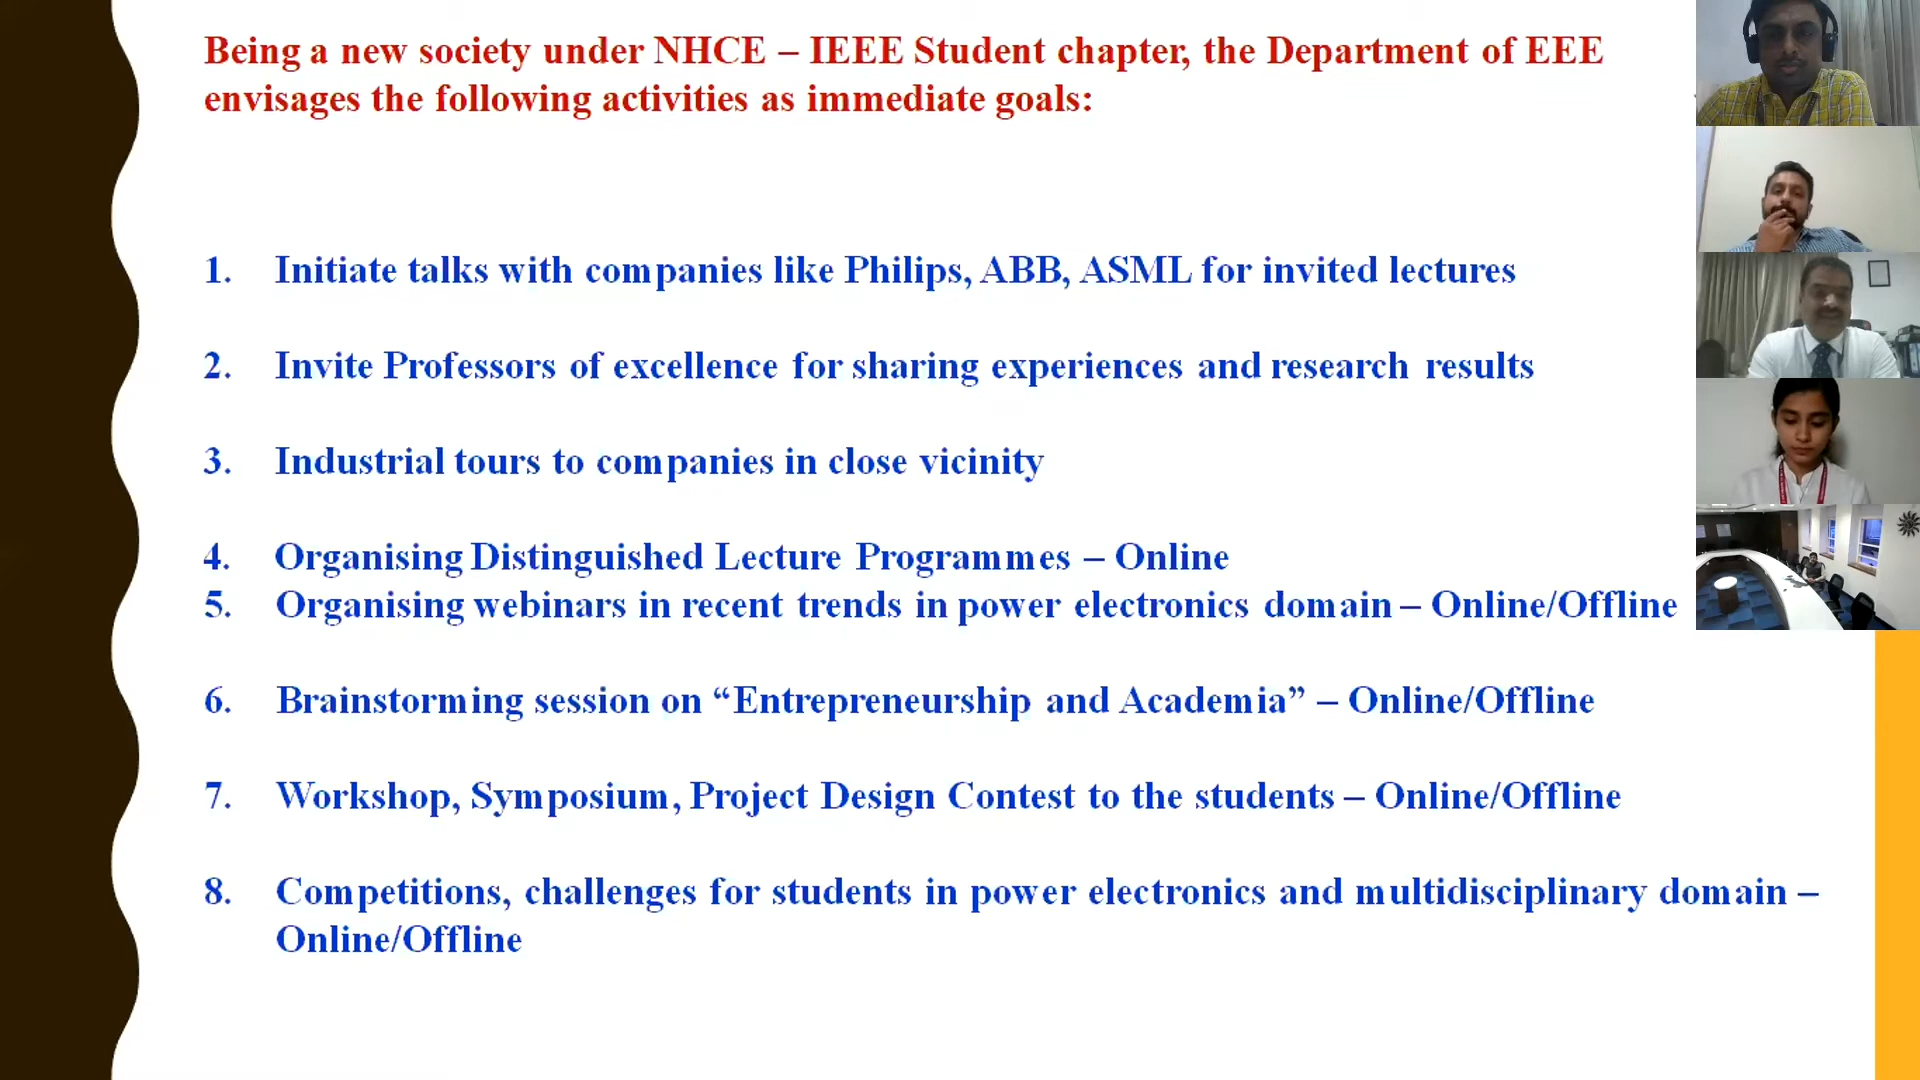 Being a new society under NHCE – IEEE Student chapter, the Department of EEE
envisages the following activities as immediate goals:
1. Initiate talks with companies like Philips, ABB, ASML for invited lectures
2. Invite Professors of excellence for sharing experiences and research results
3. Industrial tours to companies in close vicinity
4. Organising Distinguished Lecture Programmes – Online
5. Organising webinars in recent trends in power electronics domain – Online/Offline
6. Brainstorming session on “Entrepreneurship and Academia” – Online/Offline
7. Workshop, Symposium, Project Design Contest to the students – Online/Offline
8. Competitions, challenges for students in power electronics and multidisciplinary domain –
Online/Offline